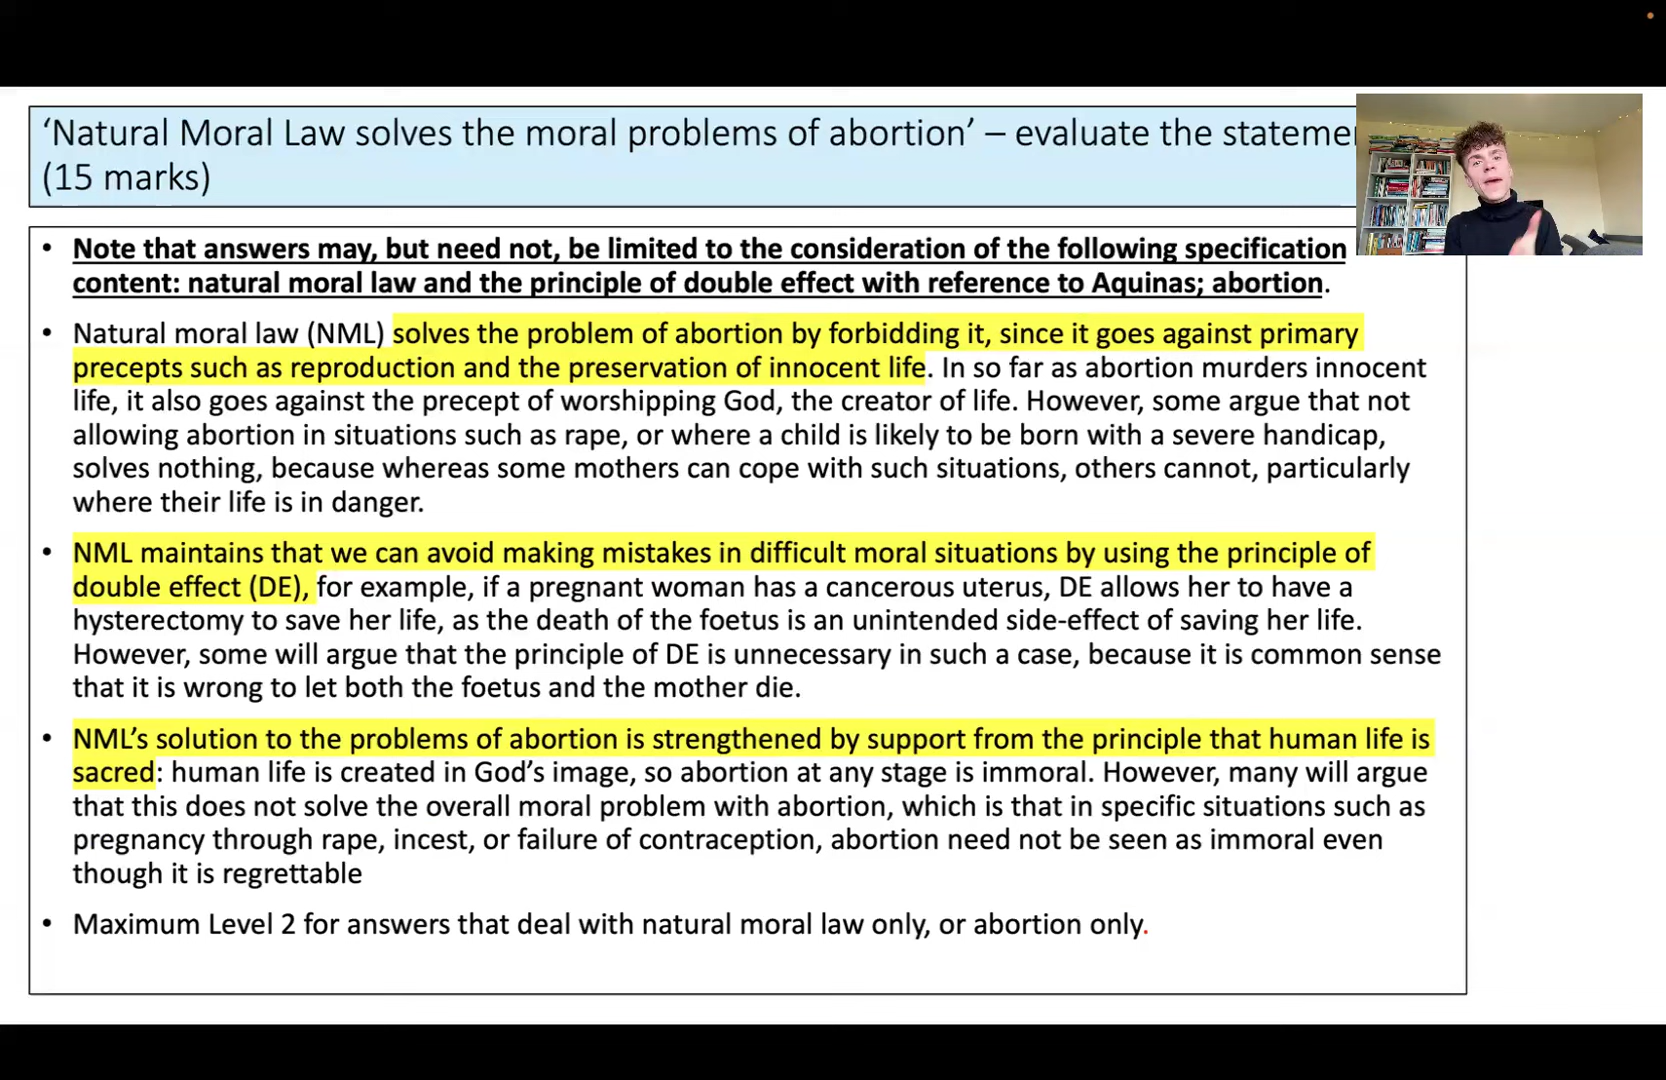 ‘Natural Moral Law solves the moral problems of abortion’ – evaluate the stateme
(15 marks)
• Note that answers may, but need not, be limited to the consideration of the following specification
content: natural moral law and the principle of double effect with reference to Aquinas; abortion.
• Natural moral law (NML) solves the problem of abortion by forbidding it, since it goes against primary
precepts such as reproduction and the preservation of innocent life. In so far as abortion murders innocent
life, it also goes against the precept of worshipping God, the creator of life. However, some argue that not
allowing abortion in situations such as rape, or where a child is likely to be born with a severe handicap,
solves nothing, because whereas some mothers can cope with such situations, others cannot, particularly
where their life is in danger.
• NML maintains that we can avoid making mistakes in difficult moral situations by using the principle of
double effect (DE), for example, if a pregnant woman has a cancerous uterus, DE allows her to have a
hysterectomy to save her life, as the death of the foetus is an unintended side-effect of saving her life.
However, some will argue that the principle of DE is unnecessary in such a case, because it is common sense
that it is wrong to let both the foetus and the mother die.
• NML’s solution to the problems of abortion is strengthened by support from the principle that human life is
sacred: human life is created in God’s image, so abortion at any stage is immoral. However, many will argue
that this does not solve the overall moral problem with abortion, which is that in specific situations such as
pregnancy through rape, incest, or failure of contraception, abortion need not be seen as immoral even
though it is regrettable
• Maximum Level 2 for answers that deal with natural moral law only, or abortion only.